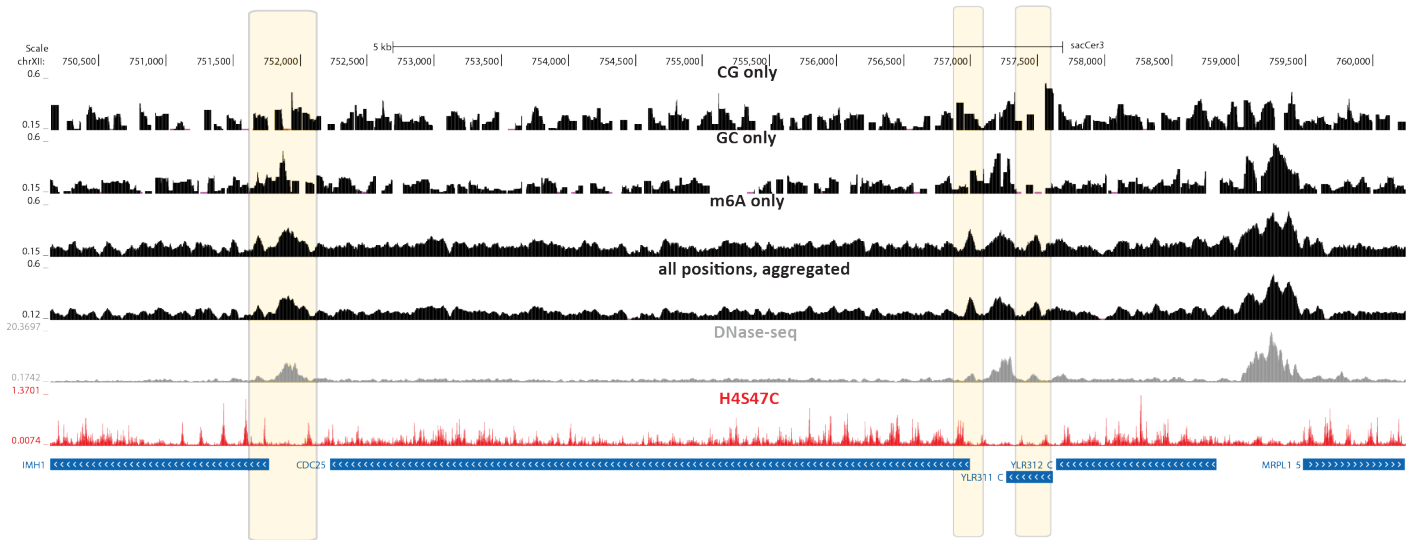 Scale 5 kb sacCer3
chrXII: 750,500 751,000 751,500 752,000 752,500 753,000 753,500 754,000 754,500 755,000 755,500 756,000 756,500 757,000 757,500 758,000 758,500 759,000 759,500 760,000
CG only
0.6
0.15
GC only
0.6
0.15
m6A only
0.6
0.15
all positions, aggregated
0.6
0.12
DNase-seq
20.3697
0.1742
H4S47C
1.3701
0.0074
IMH1 CDC25 YLR312 C MRPL1 5
YLR311 C